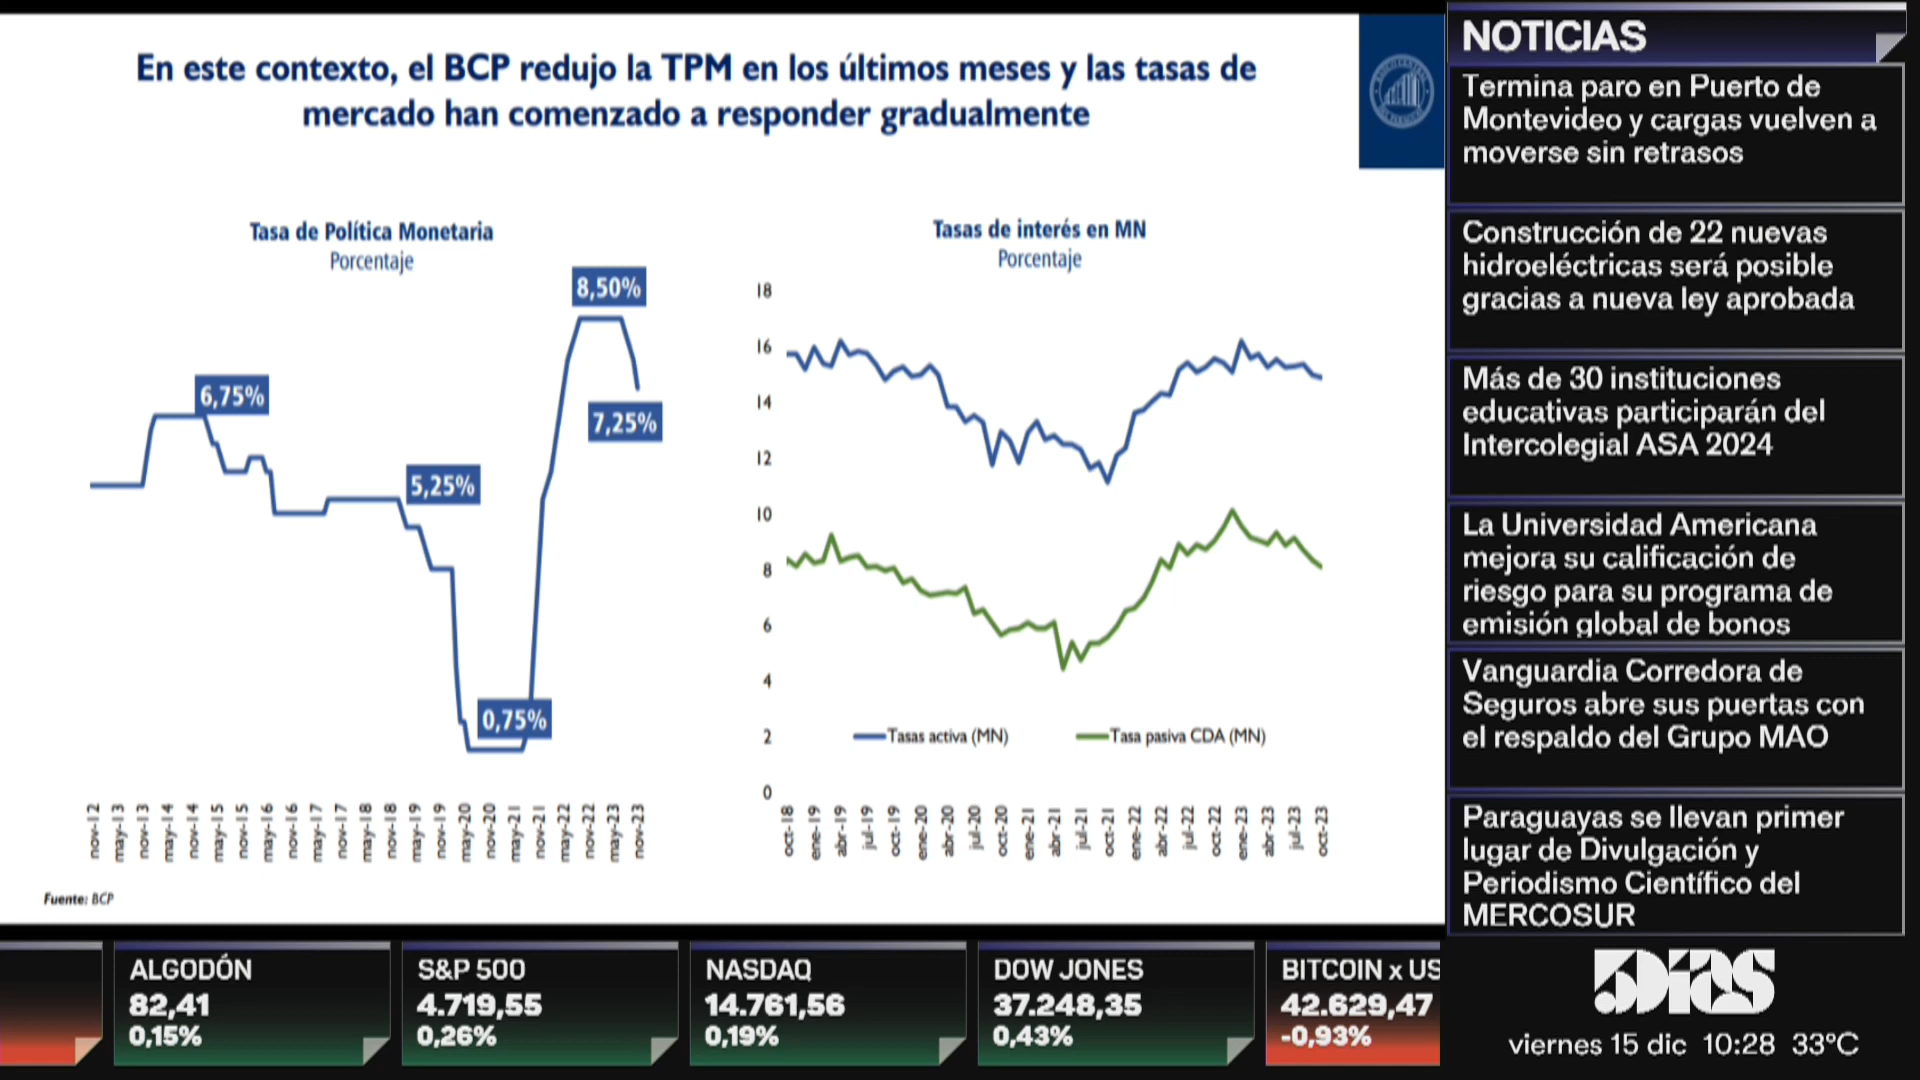 En este contexto, el BCP redujo la TPM en los últimos meses y las tasas de
mercado han comenzado a responder gradualmente
Tasa de Política Monetaria
Porcentaje
8,50%
6,75%
7,25%
5,25%
0,75%
nov-12
may-13
nov-13
may-14
nov-14
may-15
nov-15
may-16
nov-16
may-17
nov-17
may-18
nov-18
may-19
nov-19
may-20
nov-20
may-21
nov-21
may-22
nov-22
may-23
nov-23
Fuente: BCP
Tasas de interés en MN
Porcentaje
18
16
14
12
10
8
6
4
2
0
Tasas activa (MN)
Tasa pasiva CDA (MN)
oct-18
ene-19
abr-19
jul-19
oct-19
ene-20
abr-20
jul-20
oct-20
ene-21
abr-21
jul-21
oct-21
ene-22
abr-22
jul-22
oct-22
ene-23
abr-23
jul-23
oct-23
NOTICIAS
Termina paro en Puerto de
Montevideo y cargas vuelven a
moverse sin retrasos
Construcción de 22 nuevas
hidroeléctricas será posible
gracias a nueva ley aprobada
Más de 30 instituciones
educativas participarán del
Intercolegial ASA 2024
La Universidad Americana
mejora su calificación de
riesgo para su programa de
emisión global de bonos
Vanguardia Corredora de
Seguros abre sus puertas con
el respaldo del Grupo MAO
Paraguayas se llevan primer
lugar de Divulgación y
Periodismo Científico del
MERCOSUR
ALGODÓN
82,41
0,15%
S&P 500
4.719,55
0,26%
NASDAQ
14.761,56
0,19%
DOW JONES
37.248,35
0,43%
BITCOIN x US
42.629,47
-0,93%
5DIAS
viernes 15 dic 10:28 33°C